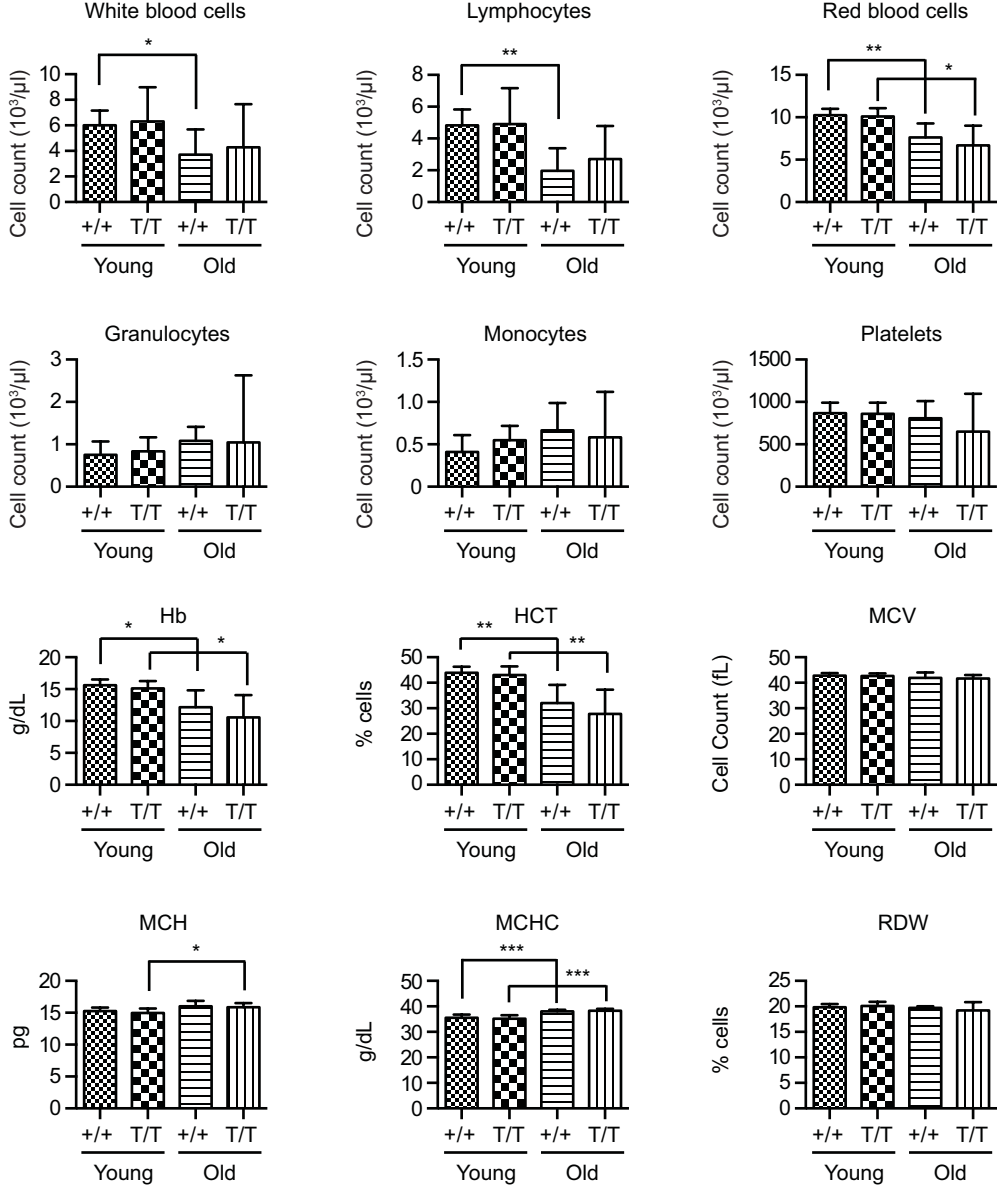 White blood cells
*
Cell count (10³/µl)
10
8
6
4
2
0
+/+ T/T +/+ T/T
Young Old
Lymphocytes
**
Cell count (10³/µl)
8
6
4
2
0
+/+ T/T +/+ T/T
Young Old
Red blood cells
**
*
Cell count (10³/µl)
15
10
5
0
+/+ T/T +/+ T/T
Young Old
Granulocytes
Cell count (10³/µl)
3
2
1
0
+/+ T/T +/+ T/T
Young Old
Monocytes
Cell count (10³/µl)
1.5
1.0
0.5
0
+/+ T/T +/+ T/T
Young Old
Platelets
Cell count (10³/µl)
1500
1000
500
0
+/+ T/T +/+ T/T
Young Old
Hb
*
*
g/dL
20
15
10
5
0
+/+ T/T +/+ T/T
Young Old
HCT
**
**
% cells
50
40
30
20
10
0
+/+ T/T +/+ T/T
Young Old
MCV
Cell Count (fL)
50
40
30
20
10
0
+/+ T/T +/+ T/T
Young Old
MCH
*
pg
20
15
10
5
0
+/+ T/T +/+ T/T
Young Old
MCHC
***
***
g/dL
50
40
30
20
10
0
+/+ T/T +/+ T/T
Young Old
RDW
% cells
25
20
15
10
5
0
+/+ T/T +/+ T/T
Young Old